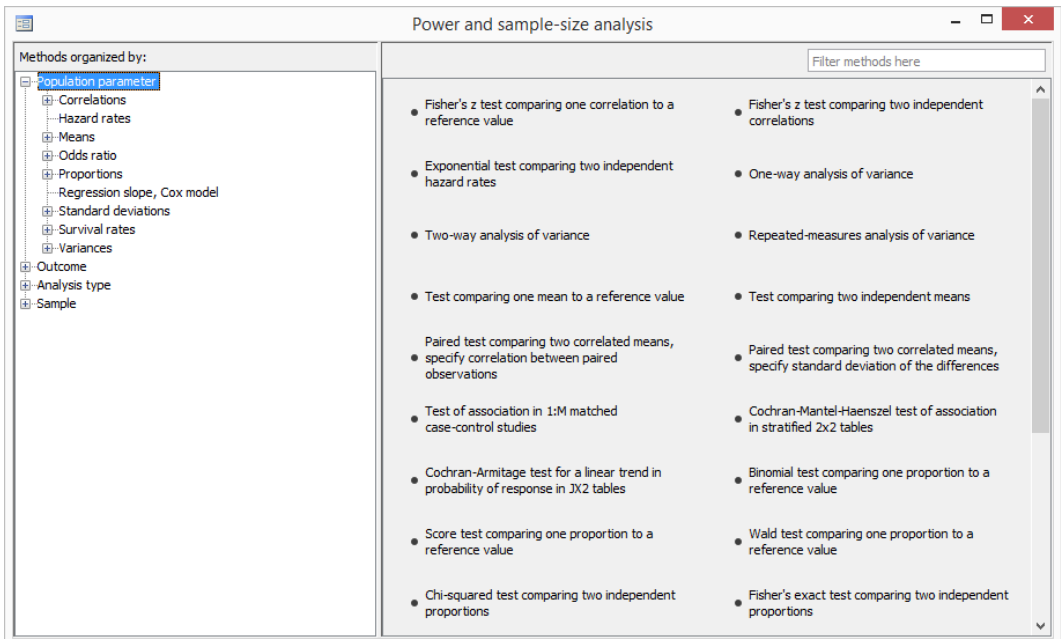 Power and sample-size analysis
Methods organized by:
Filter methods here
Population parameter
Correlations
Hazard rates
Means
Odds ratio
Proportions
Regression slope, Cox model
Standard deviations
Survival rates
Variances
Outcome
Analysis type
Sample
Fisher's z test comparing one correlation to a
reference value
Fisher's z test comparing two independent
correlations
Exponential test comparing two independent
hazard rates
One-way analysis of variance
Two-way analysis of variance
Repeated-measures analysis of variance
Test comparing one mean to a reference value
Test comparing two independent means
Paired test comparing two correlated means,
specify correlation between paired
observations
Paired test comparing two correlated means,
specify standard deviation of the differences
Test of association in 1:M matched
case-control studies
Cochran-Mantel-Haenszel test of association
in stratified 2x2 tables
Cochran-Armitage test for a linear trend in
probability of response in JX2 tables
Binomial test comparing one proportion to a
reference value
Score test comparing one proportion to a
reference value
Wald test comparing one proportion to a
reference value
Chi-squared test comparing two independent
proportions
Fisher's exact test comparing two independent
proportions